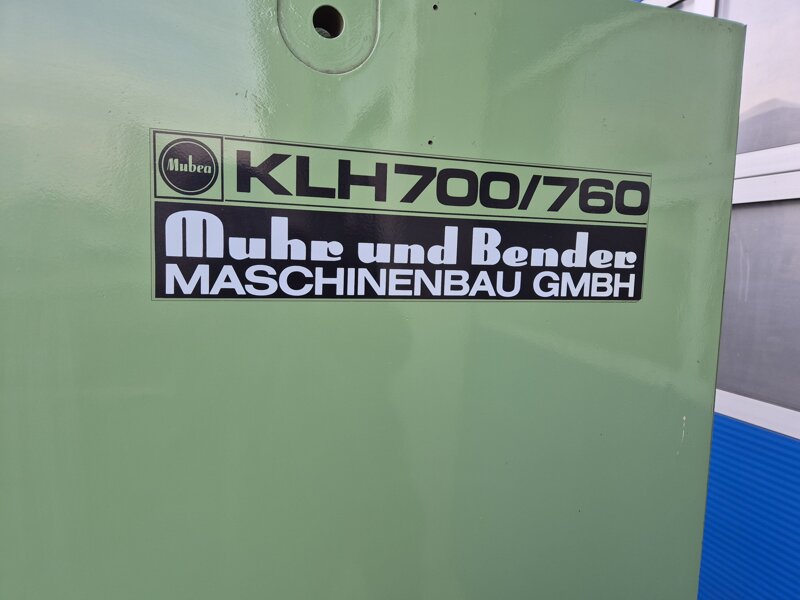 Mubea
KLH700/760
Muhr und Bender
MASCHINENBAU GMBH